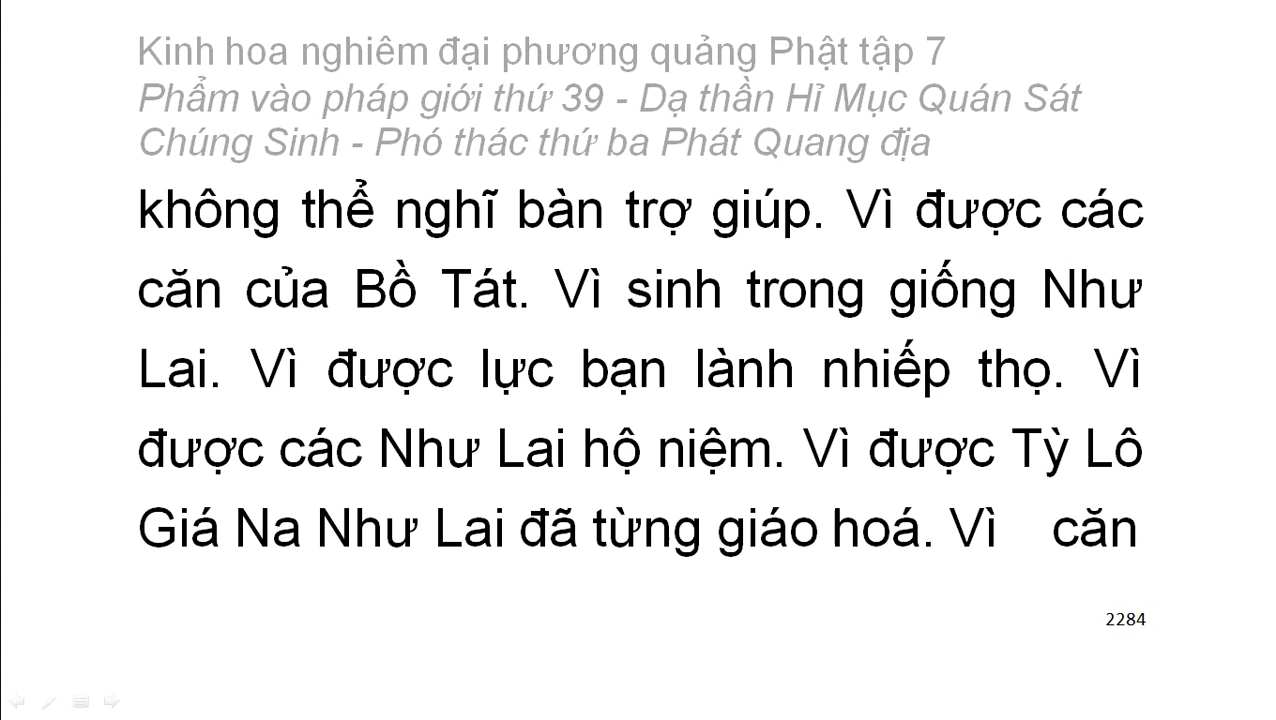 Kinh hoa nghiêm đại phương quảng Phật tập 7
Phẩm vào pháp giới thứ 39 - Dạ thần Hỉ Mục Quán Sát
Chúng Sinh - Phó thác thứ ba Phát Quang địa
không thể nghĩ bàn trợ giúp. Vì được các
căn của Bồ Tát. Vì sinh trong giống Như
Lai. Vì được lực bạn lành nhiếp thọ. Vì
được các Như Lai hộ niệm. Vì được Tỳ Lô
Giá Na Như Lai đã từng giáo hoá. Vì căn
2284